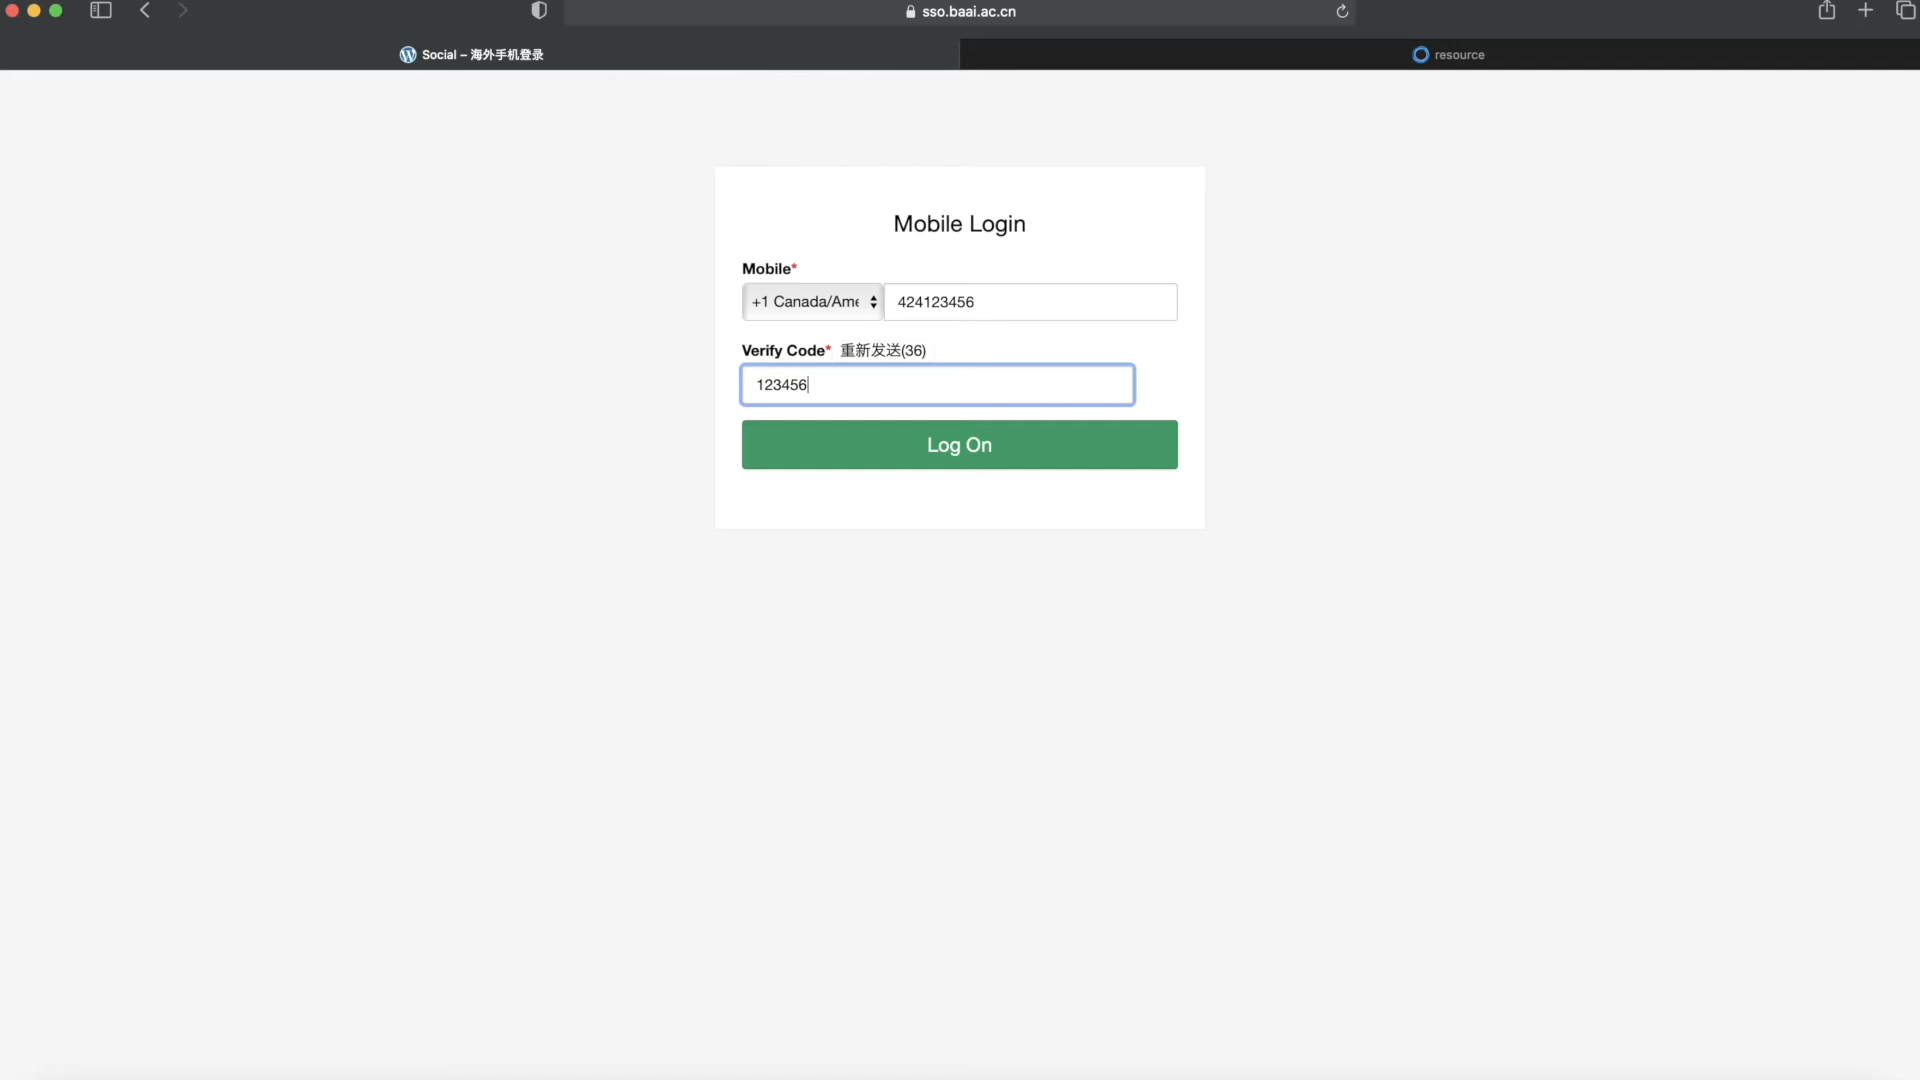 sso.baai.ac.cn
Social – 海外手机登录
resource
Mobile Login
Mobile*
+1 Canada/Ame
424123456
Verify Code* 重新发送(36)
123456
Log On